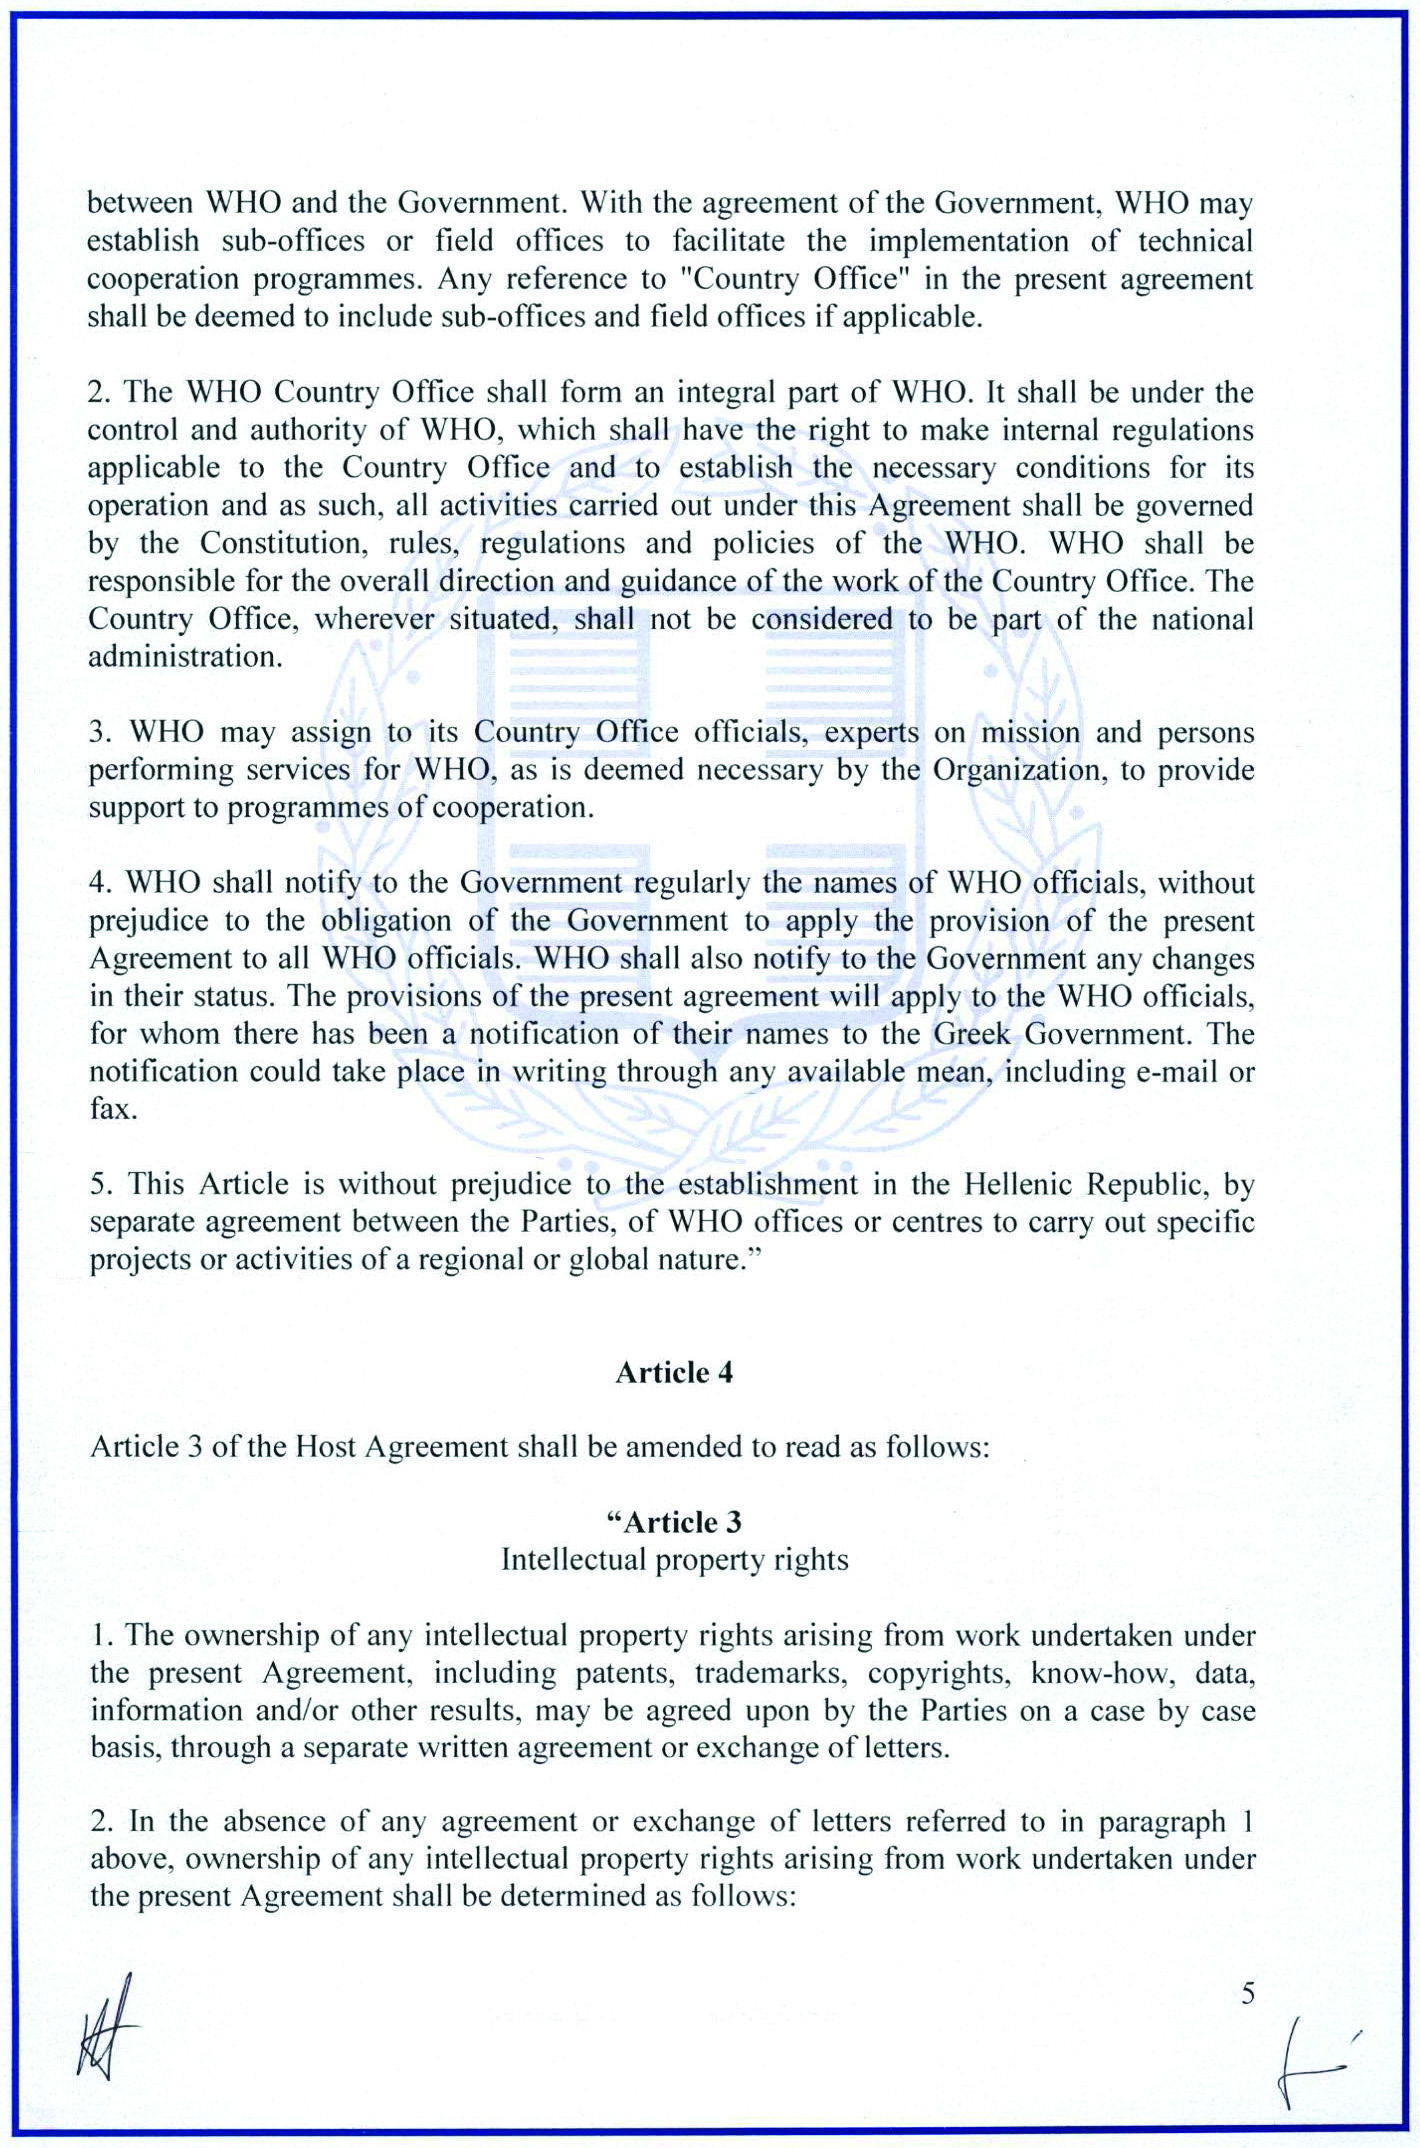 between WHO and the Government. With the agreement of the Government, WHO may
establish sub-offices or field offices to facilitate the implementation of technical
cooperation programmes. Any reference to "Country Office" in the present agreement
shall be deemed to include sub-offices and field offices if applicable.
2. The WHO Country Office shall form an integral part of WHO. It shall be under the
control and authority of WHO, which shall have the right to make internal regulations
applicable to the Country Office and to establish the necessary conditions for its
operation and as such, all activities carried out under this Agreement shall be governed
by the Constitution, rules, regulations and policies of the WHO. WHO shall be
responsible for the overall direction and guidance of the work of the Country Office. The
Country Office, wherever situated, shall not be considered to be part of the national
administration.
3. WHO may assign to its Country Office officials, experts on mission and persons
performing services for WHO, as is deemed necessary by the Organization, to provide
support to programmes of cooperation.
4. WHO shall notify to the Government regularly the names of WHO officials, without
prejudice to the obligation of the Government to apply the provision of the present
Agreement to all WHO officials. WHO shall also notify to the Government any changes
in their status. The provisions of the present agreement will apply to the WHO officials,
for whom there has been a notification of their names to the Greek Government. The
notification could take place in writing through any available mean, including e-mail or
fax.
5. This Article is without prejudice to the establishment in the Hellenic Republic, by
separate agreement between the Parties, of WHO offices or centres to carry out specific
projects or activities of a regional or global nature.”
Article 4
Article 3 of the Host Agreement shall be amended to read as follows:
“Article 3
Intellectual property rights
1. The ownership of any intellectual property rights arising from work undertaken under
the present Agreement, including patents, trademarks, copyrights, know-how, data,
information and/or other results, may be agreed upon by the Parties on a case by case
basis, through a separate written agreement or exchange of letters.
2. In the absence of any agreement or exchange of letters referred to in paragraph 1
above, ownership of any intellectual property rights arising from work undertaken under
the present Agreement shall be determined as follows:
5